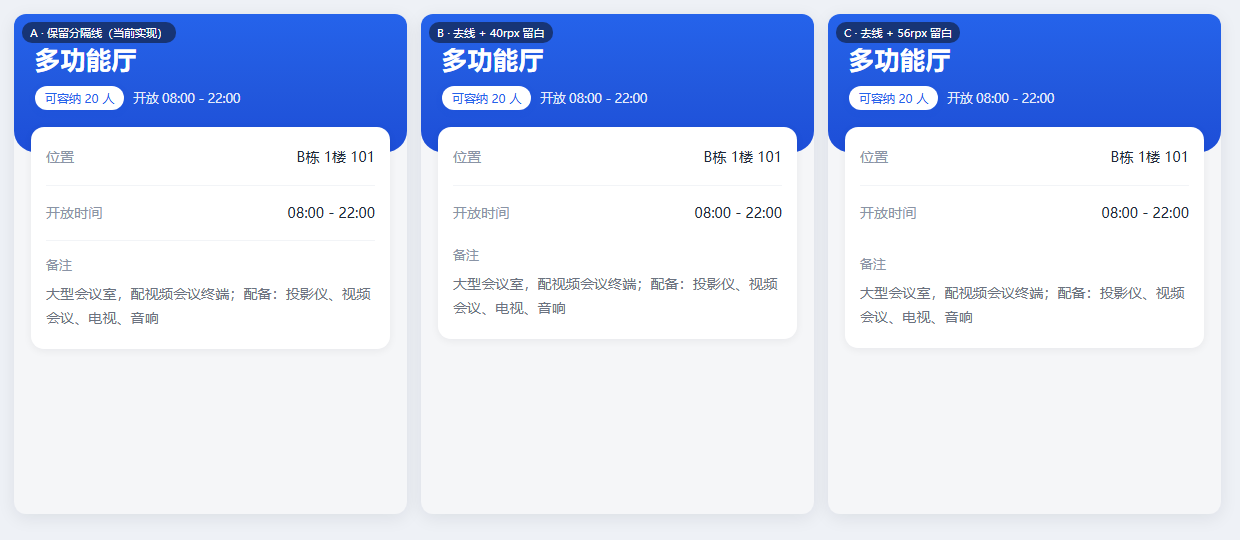 A · 保留分隔线（当前实现）
多功能厅
可容纳 20 人 开放 08:00 - 22:00
位置 B栋 1楼 101
开放时间 08:00 - 22:00
备注
大型会议室，配视频会议终端；配备：投影仪、视频
会议、电视、音响
B · 去线 + 40rpx 留白
多功能厅
可容纳 20 人 开放 08:00 - 22:00
位置 B栋 1楼 101
开放时间 08:00 - 22:00
备注
大型会议室，配视频会议终端；配备：投影仪、视频
会议、电视、音响
C · 去线 + 56rpx 留白
多功能厅
可容纳 20 人 开放 08:00 - 22:00
位置 B栋 1楼 101
开放时间 08:00 - 22:00
备注
大型会议室，配视频会议终端；配备：投影仪、视频
会议、电视、音响